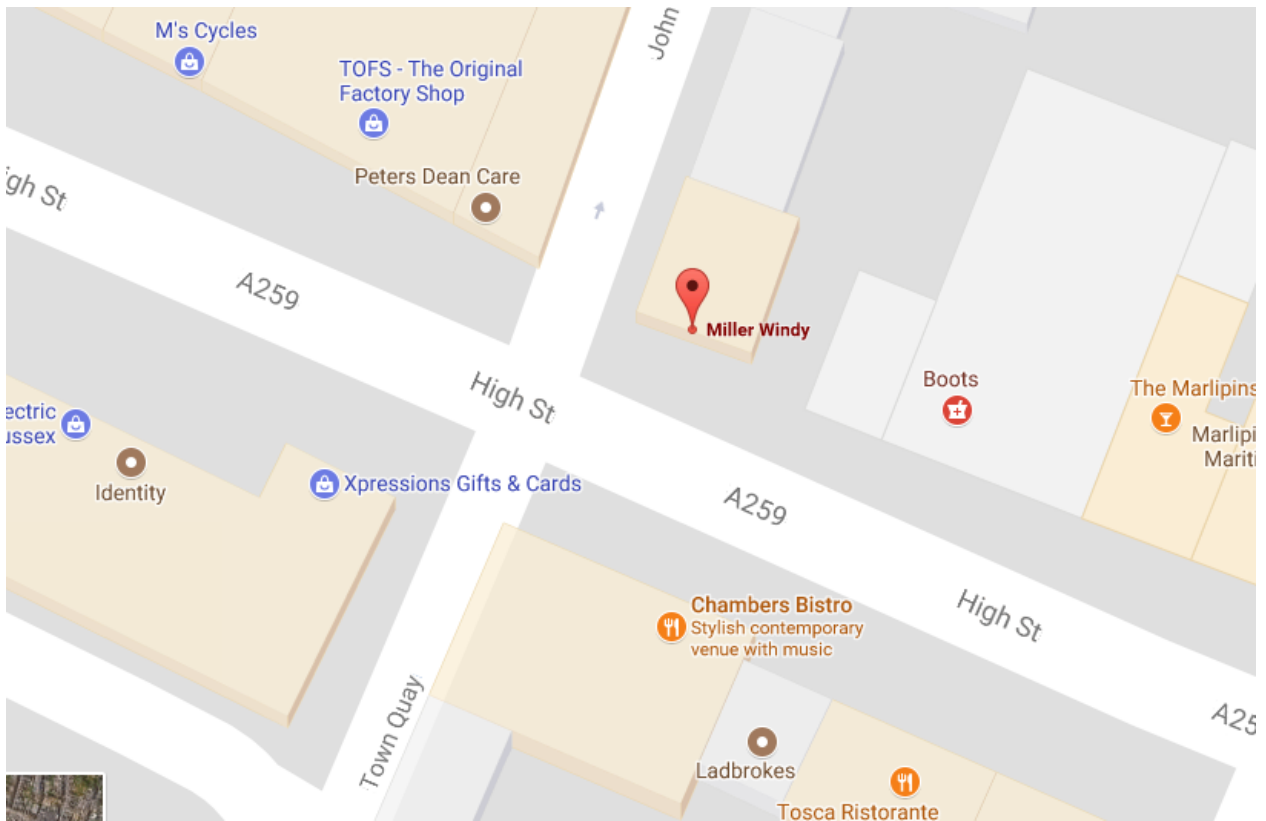 M's Cycles
John
TOFS - The Original
Factory Shop
Peters Dean Care
igh St
A259
Miller Windy
High St
Boots
The Marlipins
ectric
ussex
Marlipi
Mariti
Identity
Xpressions Gifts & Cards
A259
Chambers Bistro
Stylish contemporary
venue with music
High St
Town Quay
A25
Ladbrokes
Tosca Ristorante